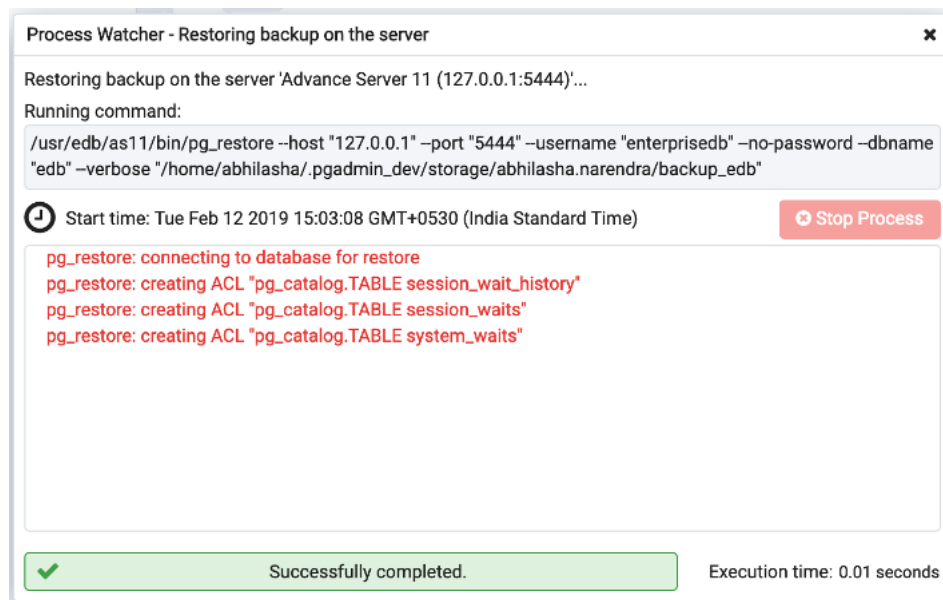 Process Watcher - Restoring backup on the server
Restoring backup on the server 'Advance Server 11 (127.0.0.1:5444)'...
Running command:
/usr/edb/as11/bin/pg_restore --host "127.0.0.1" --port "5444" --username "enterprisedb" --no-password --dbname
"edb" --verbose "/home/abhilasha/.pgadmin_dev/storage/abhilasha.narendra/backup_edb"
Start time: Tue Feb 12 2019 15:03:08 GMT+0530 (India Standard Time)
Stop Process
pg_restore: connecting to database for restore
pg_restore: creating ACL "pg_catalog.TABLE session_wait_history"
pg_restore: creating ACL "pg_catalog.TABLE session_waits"
pg_restore: creating ACL "pg_catalog.TABLE system_waits"
Successfully completed.
Execution time: 0.01 seconds